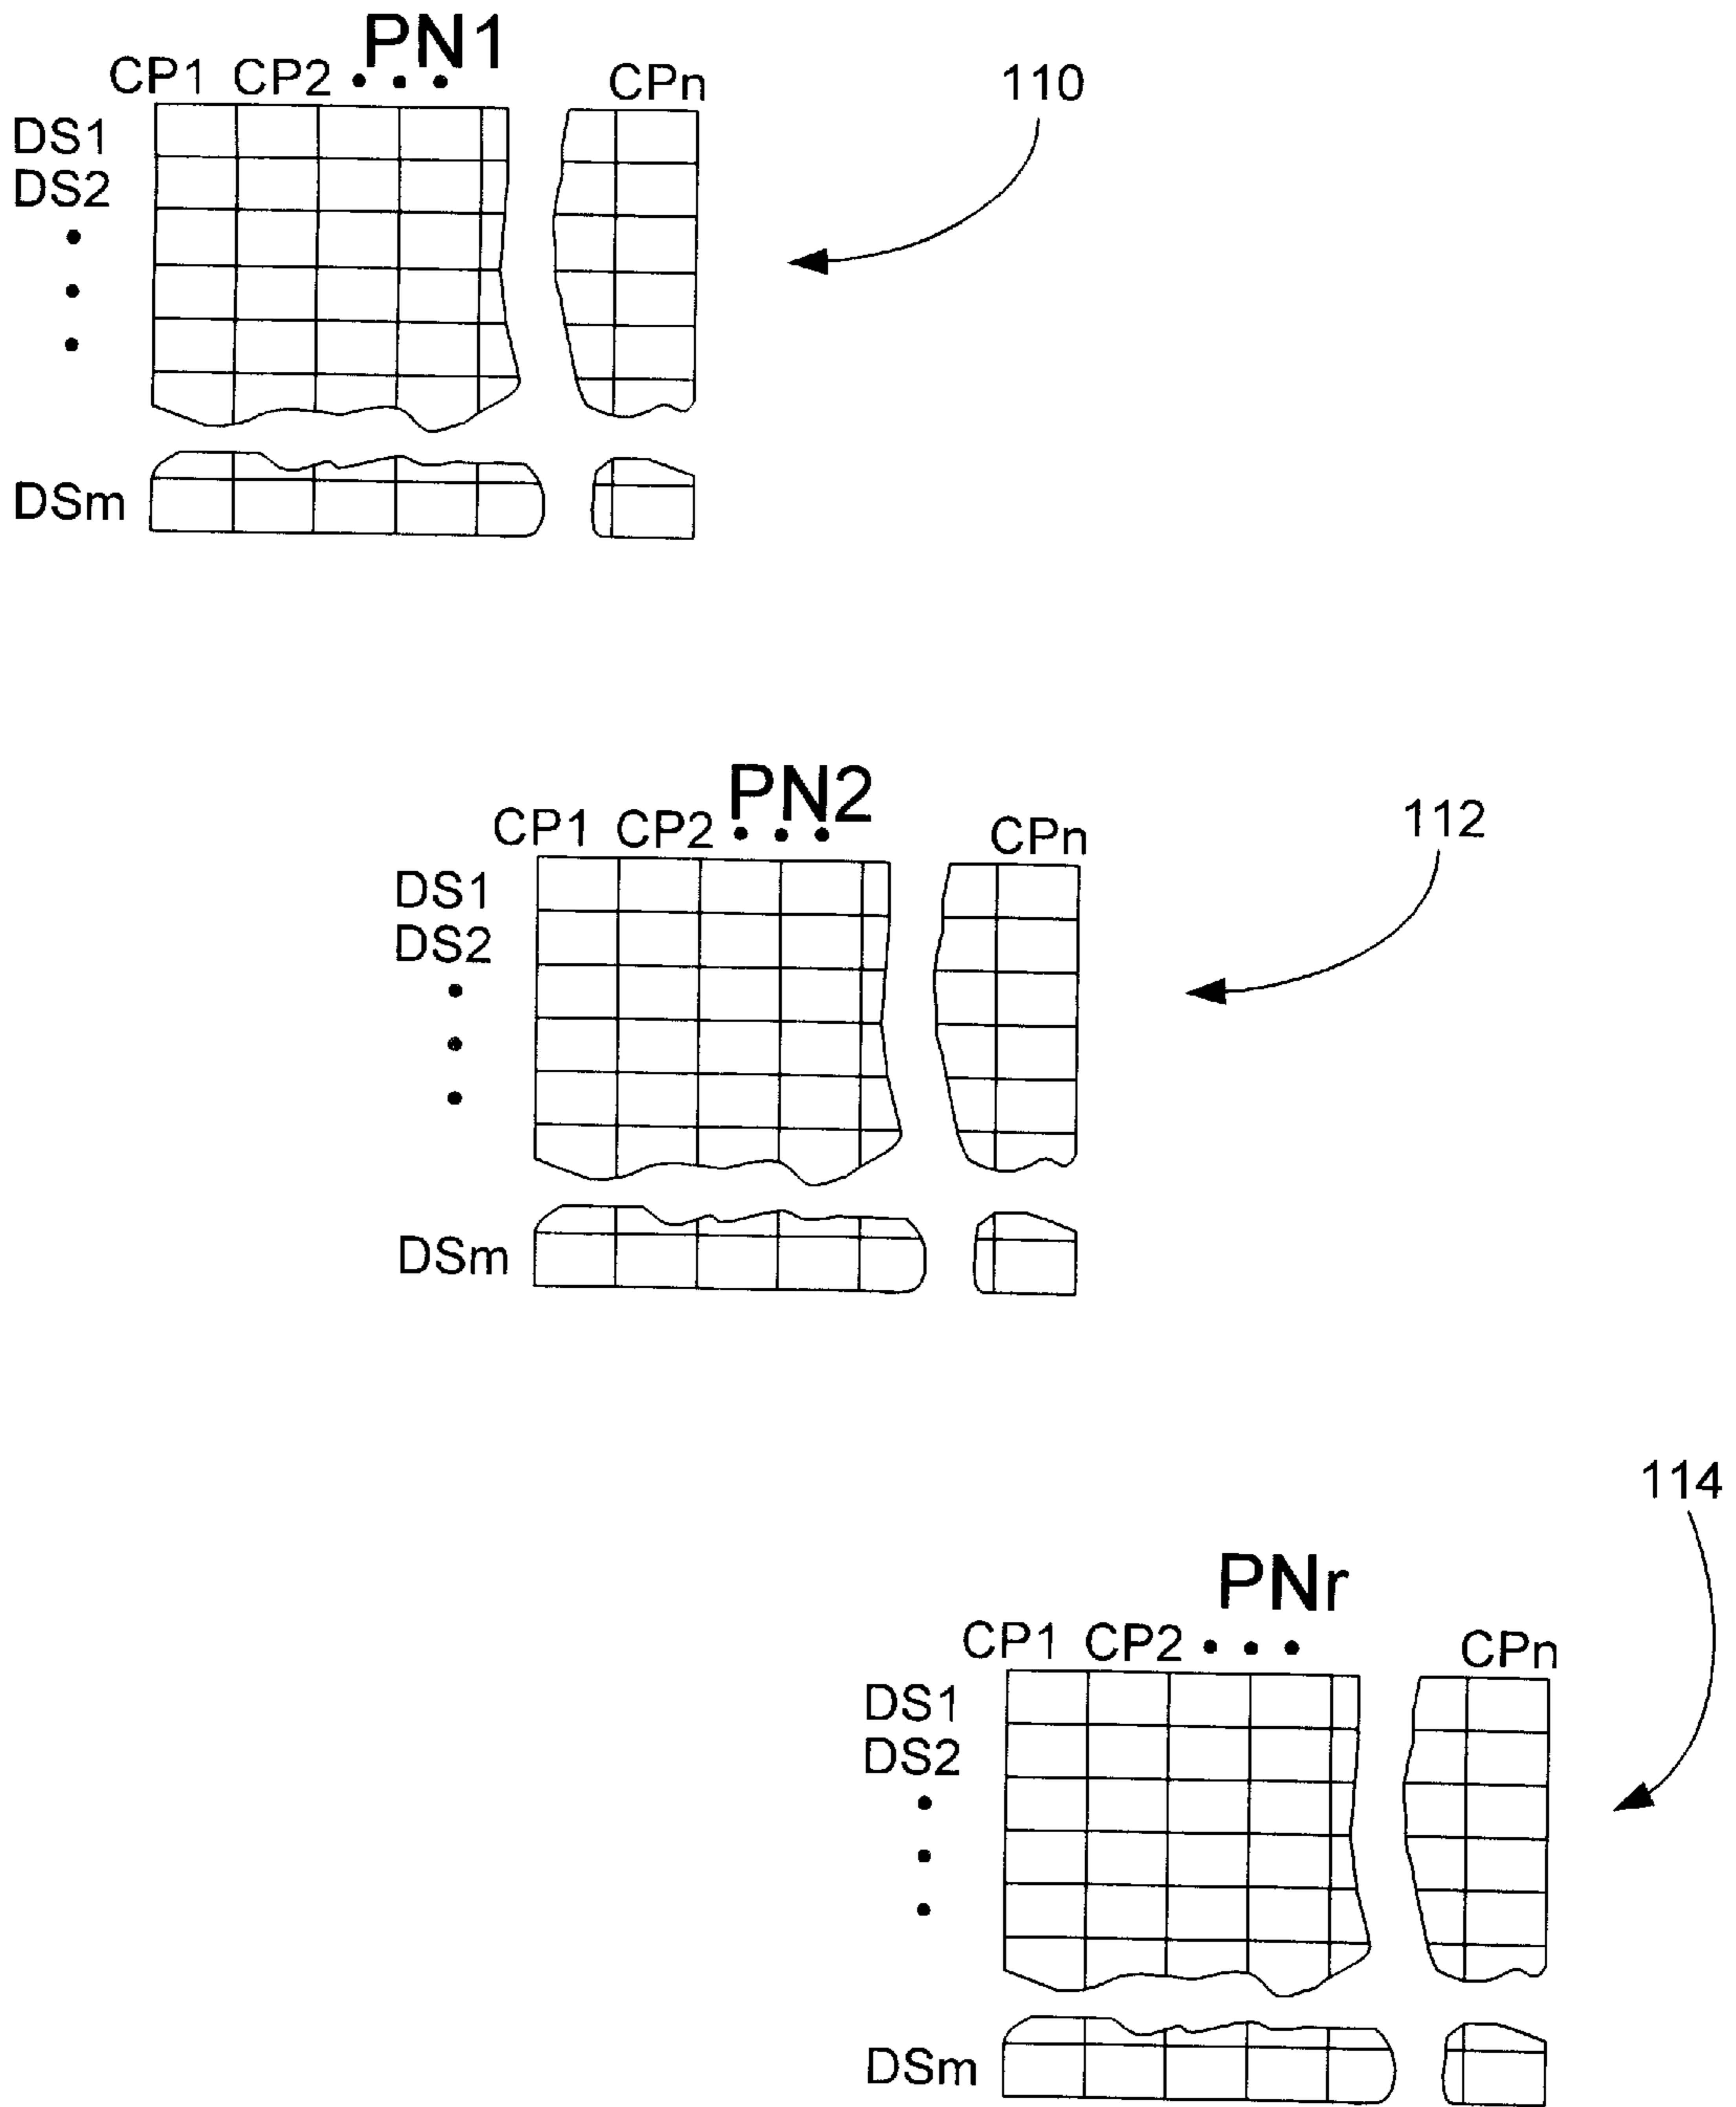 PN1
CP1 CP2 • • • CPn
110
DS1
DS2
•
•
•
DSm
PN2
CP1 CP2 • • • CPn
112
DS1
DS2
•
•
•
DSm
114
PNr
CP1 CP2 • • • CPn
DS1
DS2
•
•
•
DSm